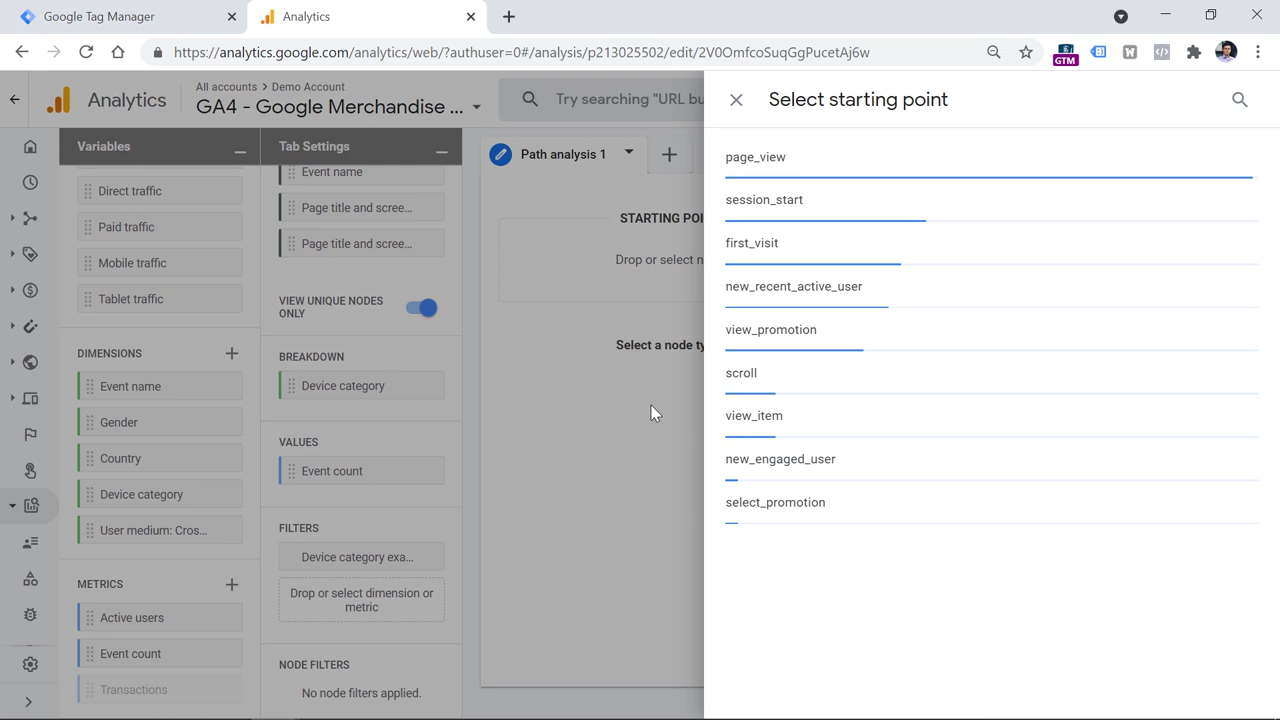 Google Tag Manager
Analytics
https://analytics.google.com/analytics/web/?authuser=0#/analysis/p213025502/edit/2V0OmfcoSuqGgPucetAj6w
GTM
Analytics
All accounts > Demo Account
GA4 - Google Merchandise ...
Try searching "URL bu
Variables
Direct traffic
Paid traffic
Mobile traffic
Tablet traffic
DIMENSIONS
Event name
Gender
Country
Device category
User medium: Cros...
METRICS
Active users
Event count
Transactions
Tab Settings
Event name
Page title and scree...
Page title and scree...
VIEW UNIQUE NODES
ONLY
BREAKDOWN
Device category
VALUES
Event count
FILTERS
Device category exa...
Drop or select dimension or
metric
NODE FILTERS
No node filters applied.
Path analysis 1
STARTING POI
Drop or select n
Select a node ty
Select starting point
page_view
session_start
first_visit
new_recent_active_user
view_promotion
scroll
view_item
new_engaged_user
select_promotion